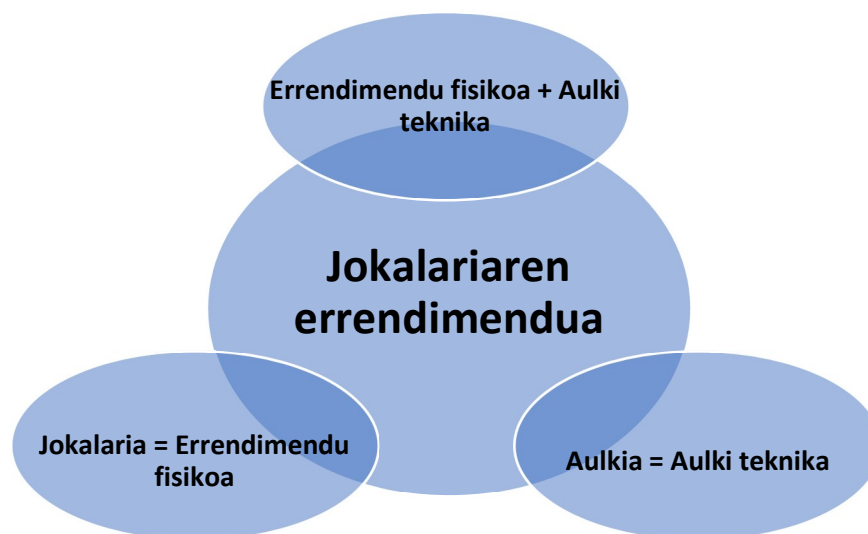 Errendimendu fisikoa + Aulki
teknika
Jokalariaren
errendimendua
Jokalaria = Errendimendu
fisikoa
Aulkia = Aulki teknika